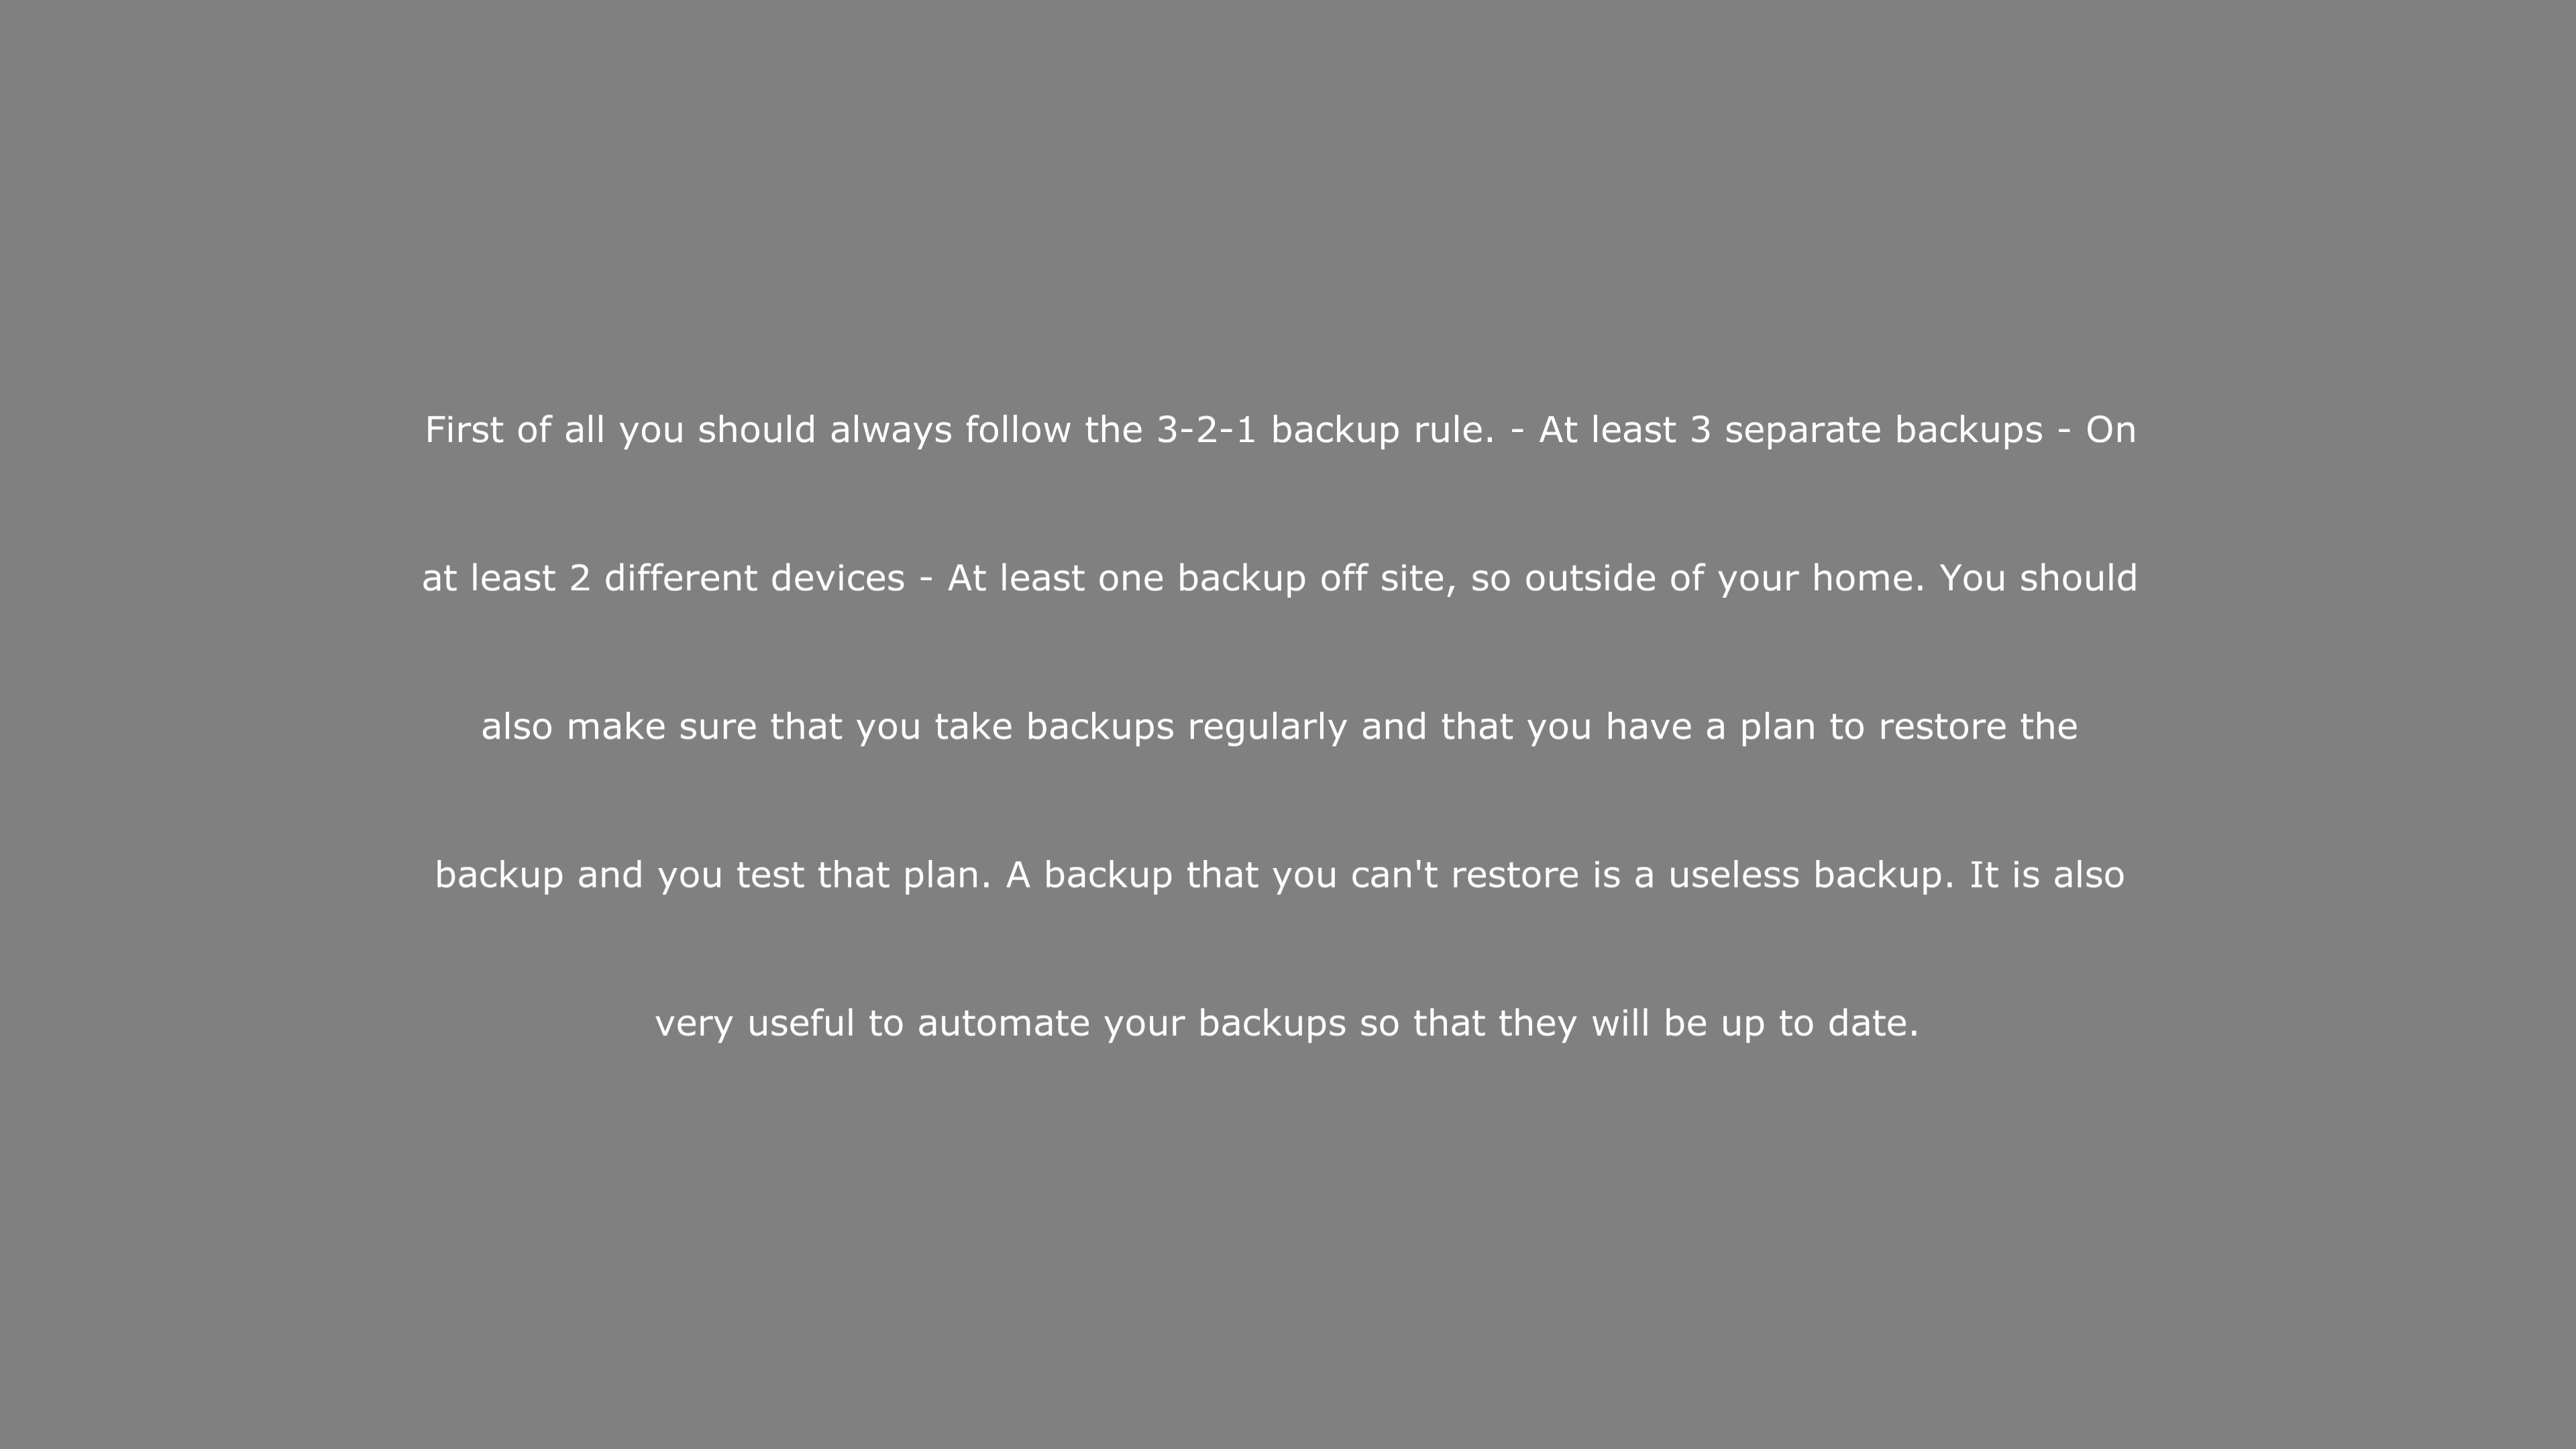 First of all you should always follow the 3-2-1 backup rule. - At least 3 separate backups - On
at least 2 different devices - At least one backup off site, so outside of your home. You should
also make sure that you take backups regularly and that you have a plan to restore the
backup and you test that plan. A backup that you can't restore is a useless backup. It is also
very useful to automate your backups so that they will be up to date.